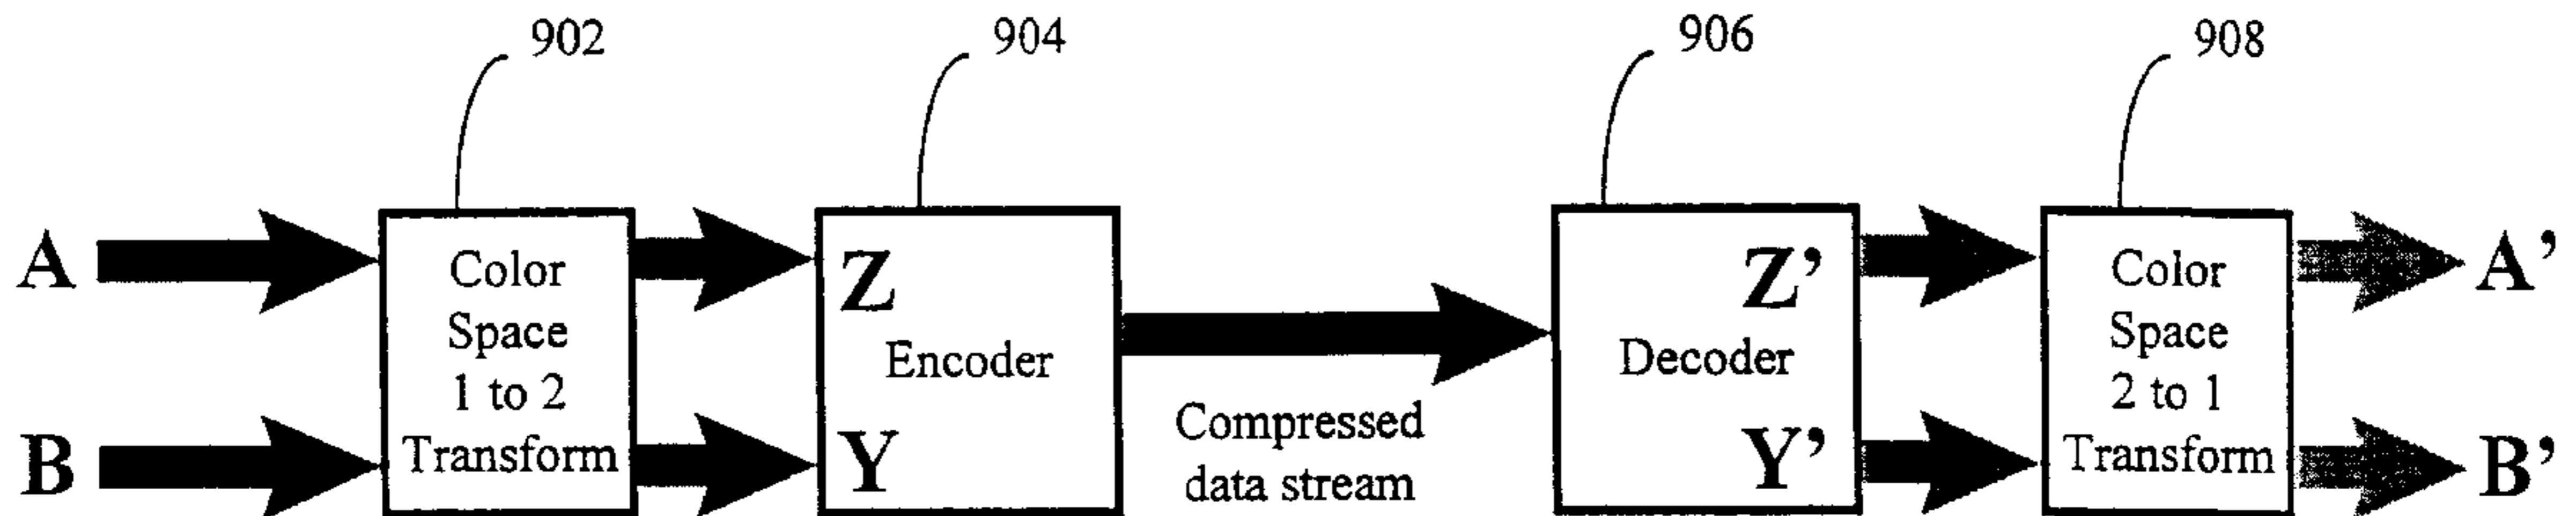 902
904
906
908
A
B
Color
Space
1 to 2
Transform
Z
Encoder
Y
Compressed
data stream
Z’
Decoder
Y’
Color
Space
2 to 1
Transform
A’
B’